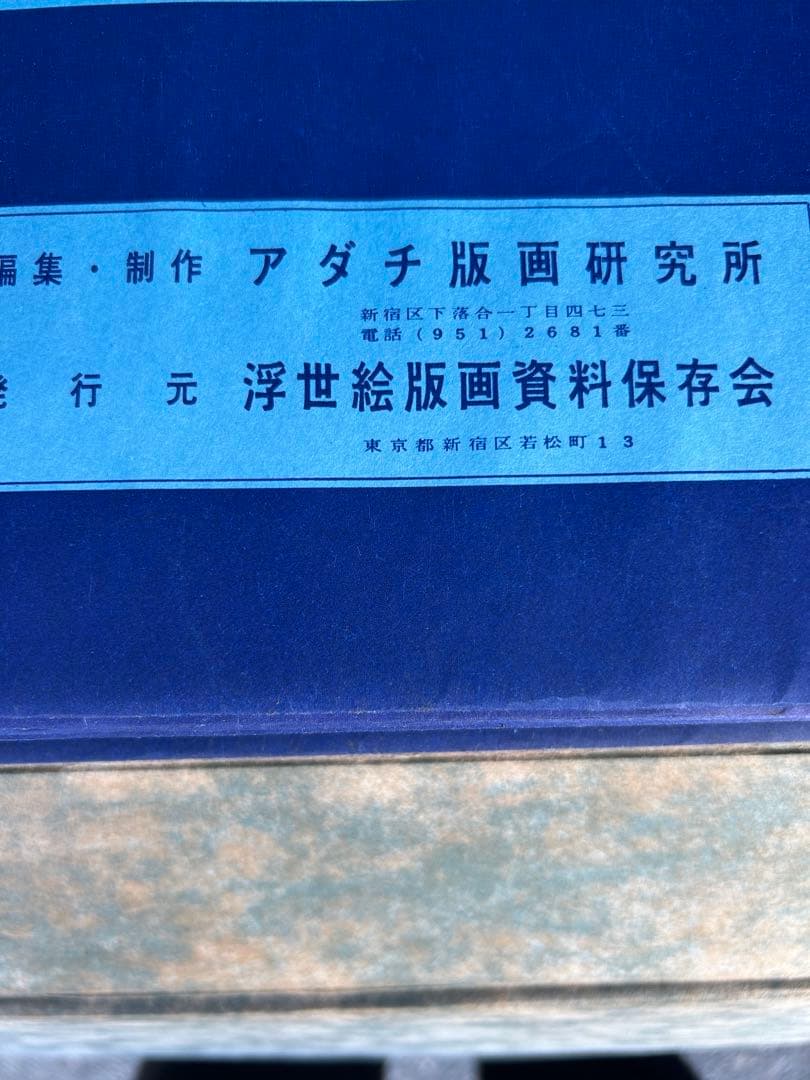 編集・制作 アダチ版画研究所
新宿区下落合一丁目四七三
電話(951)2681番
発行元 浮世絵版画資料保存会
東京都新宿区若松町13